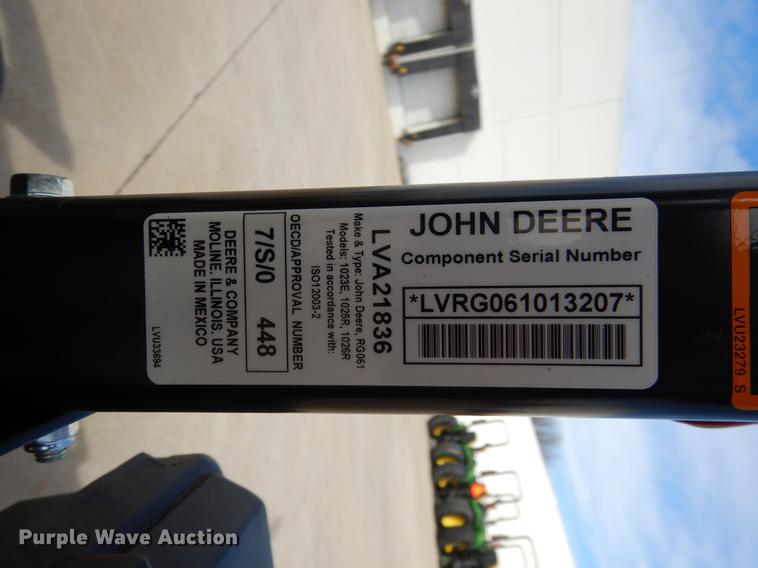 JOHN DEERE
Component Serial Number
*LVRG061013207*
LVA21836
Make & Type: John Deere, RG061
Models: 1023E, 1025R, 1026R
Tested in accordance with:
ISO12003-2
OECD/APPROVAL NUMBER
7/S/0 448
DEERE & COMPANY
MOLINE, ILLINOIS, USA
MADE IN MEXICO
LVU33694
LVU23279 S
Purple Wave Auction